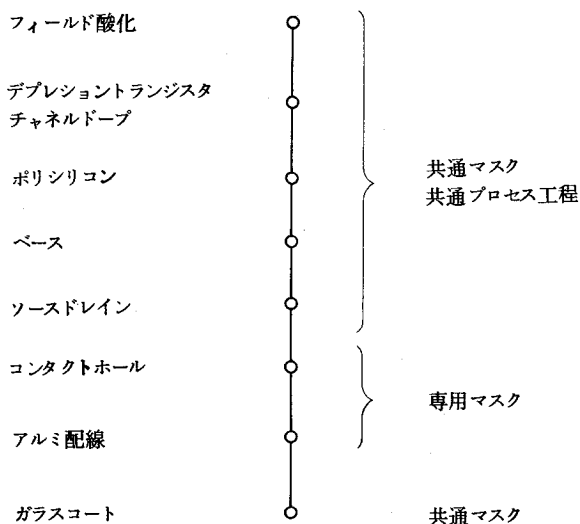 フィールド酸化
デプレショントランジスタ
チャネルドープ
ポリシリコン
共通マスク
共通プロセス工程
ベース
ソースドレイン
コンタクトホール
専用マスク
アルミ配線
ガラスコート
共通マスク